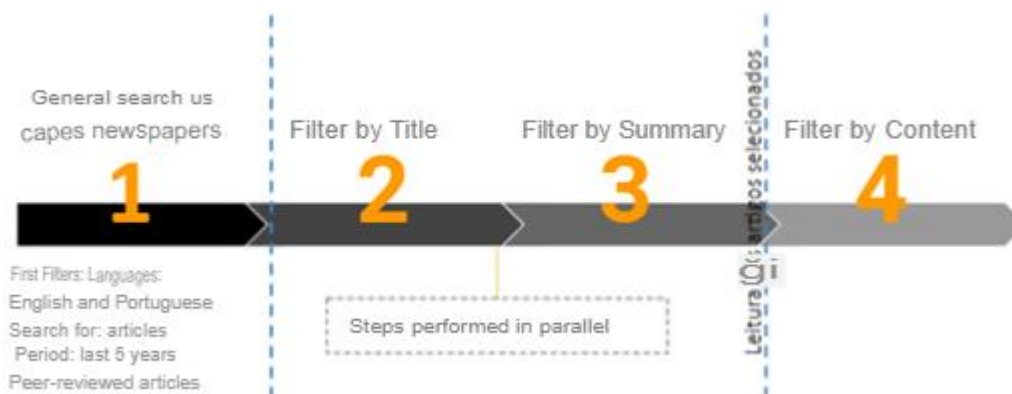 General search us
capes newspapers
1
First Filters: Languages:
English and Portuguese
Search for: articles
Period: last 5 years
Peer-reviewed articles
Filter by Title
2
Filter by Summary
3
Steps performed in parallel
Leitura artigos selecionados
Filter by Content
4